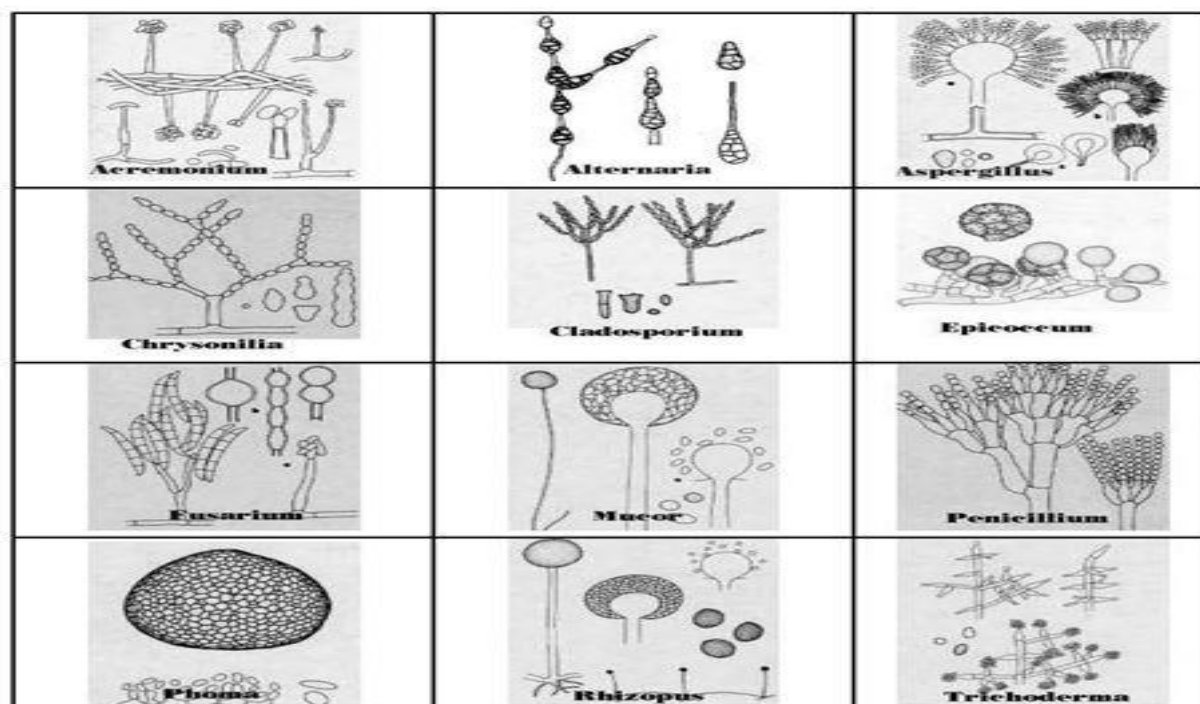 Acremonium
Alternaria
Aspergillus
Chrysonilia
Cladosporium
Epicoccum
Fusarium
Mucor
Penicillium
Phoma
Rhizopus
Trichoderma